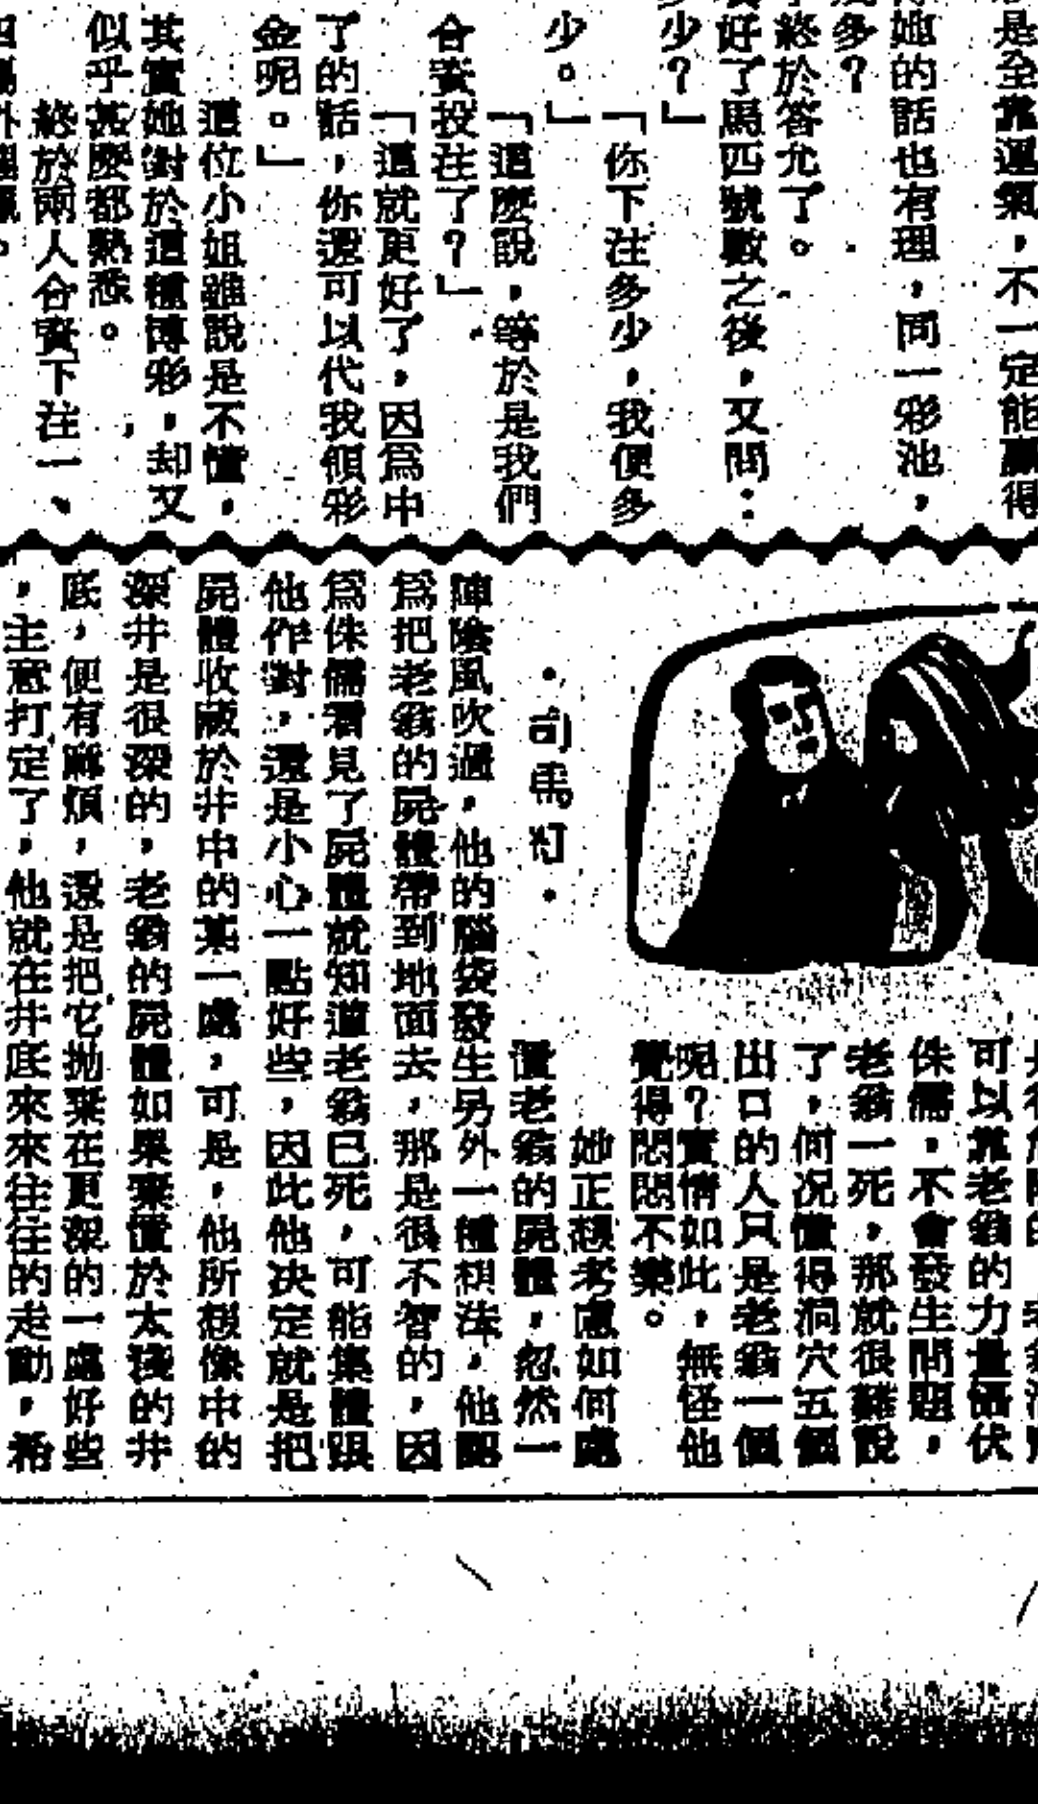 是全靠運氣，不一定能贏得
她的話也有理，同一彩池，
多？
終於答允了。
好了馬匹號數之後，又問：
少？」
「你下注多少，我便多
少。」
「這麼說，等於是我們
合資投注了？」
「這就更好了，因為中
了的話，你還可以代我領彩
金呢。」
這位小姐雖說是不懂，
其實她對於這種博彩，却又
似乎甚麼都熟悉。
終於兩人合資下注一、
•司馬灯•
可以靠老翁的力量懾伏
侏儒，不會發生問題，
老翁一死，那就很難說
了，何況懂得洞穴五個
出口的人只是老翁一個
呢？實情如此，無怪他
覺得悶悶不樂。
她正想考慮如何處
置老翁的屍體，忽然一
陣陰風吹過，他的腦袋發生另外一種想法，他認
為把老翁的屍體帶到地面去，那是很不智的，因
為侏儒看見了屍體就知道老翁已死，可能集體跟
他作對，還是小心一點好些，因此他決定就是把
屍體收藏於井中的某一處，可是，他所想像中的
深井是很深的，老翁的屍體如果棄置於太淺的井
底，便有麻煩，還是把它拋棄在更深的一處好些
，主意打定了，他就在井底來來往往的走動，希